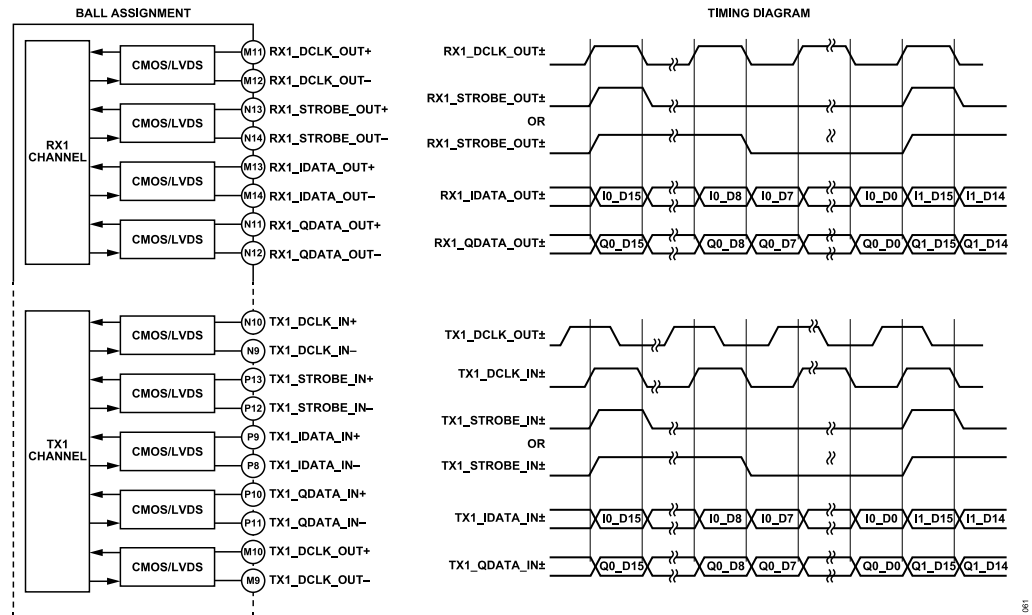 BALL ASSIGNMENT
RX1
CHANNEL
CMOS/LVDS
M11 RX1_DCLK_OUT+
M12 RX1_DCLK_OUT–
CMOS/LVDS
N13 RX1_STROBE_OUT+
N14 RX1_STROBE_OUT–
CMOS/LVDS
M13 RX1_IDATA_OUT+
M14 RX1_IDATA_OUT–
CMOS/LVDS
N11 RX1_QDATA_OUT+
N12 RX1_QDATA_OUT–
TX1
CHANNEL
CMOS/LVDS
N10 TX1_DCLK_IN+
N9 TX1_DCLK_IN–
CMOS/LVDS
P13 TX1_STROBE_IN+
P12 TX1_STROBE_IN–
CMOS/LVDS
P9 TX1_IDATA_IN+
P8 TX1_IDATA_IN–
CMOS/LVDS
P10 TX1_QDATA_IN+
P11 TX1_QDATA_IN–
CMOS/LVDS
M10 TX1_DCLK_OUT+
M9 TX1_DCLK_OUT–
TIMING DIAGRAM
RX1_DCLK_OUT±
RX1_STROBE_OUT±
OR
RX1_STROBE_OUT±
RX1_IDATA_OUT± I0_D15 I0_D8 I0_D7 I0_D0 I1_D15 I1_D14
RX1_QDATA_OUT± Q0_D15 Q0_D8 Q0_D7 Q0_D0 Q1_D15 Q1_D14
TX1_DCLK_OUT±
TX1_DCLK_IN±
TX1_STROBE_IN±
OR
TX1_STROBE_IN±
TX1_IDATA_IN± I0_D15 I0_D8 I0_D7 I0_D0 I1_D15 I1_D14
TX1_QDATA_IN± Q0_D15 Q0_D8 Q0_D7 Q0_D0 Q1_D15 Q1_D14
061